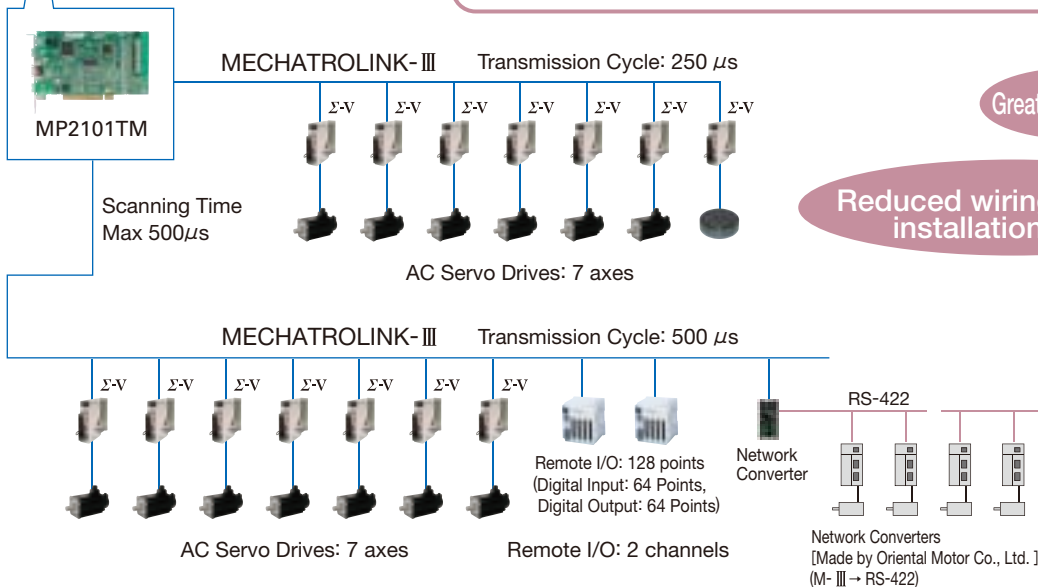 MECHATROLINK-Ⅲ Transmission Cycle: 250 μs
Σ-V Σ-V Σ-V Σ-V Σ-V Σ-V Σ-V
MP2101TM
Scanning Time
Max 500μs
AC Servo Drives: 7 axes
Reduced
installation
MECHATROLINK-Ⅲ Transmission Cycle: 500 μs
Σ-V Σ-V Σ-V Σ-V Σ-V Σ-V Σ-V
RS-422
Remote I/O: 128 points
(Digital Input: 64 Points,
Digital Output: 64 Points)
Network
Converter
AC Servo Drives: 7 axes
Remote I/O: 2 channels
Network Converters
[Made by Oriental Motor Co., Ltd. ]
(M-Ⅲ→ RS-422)